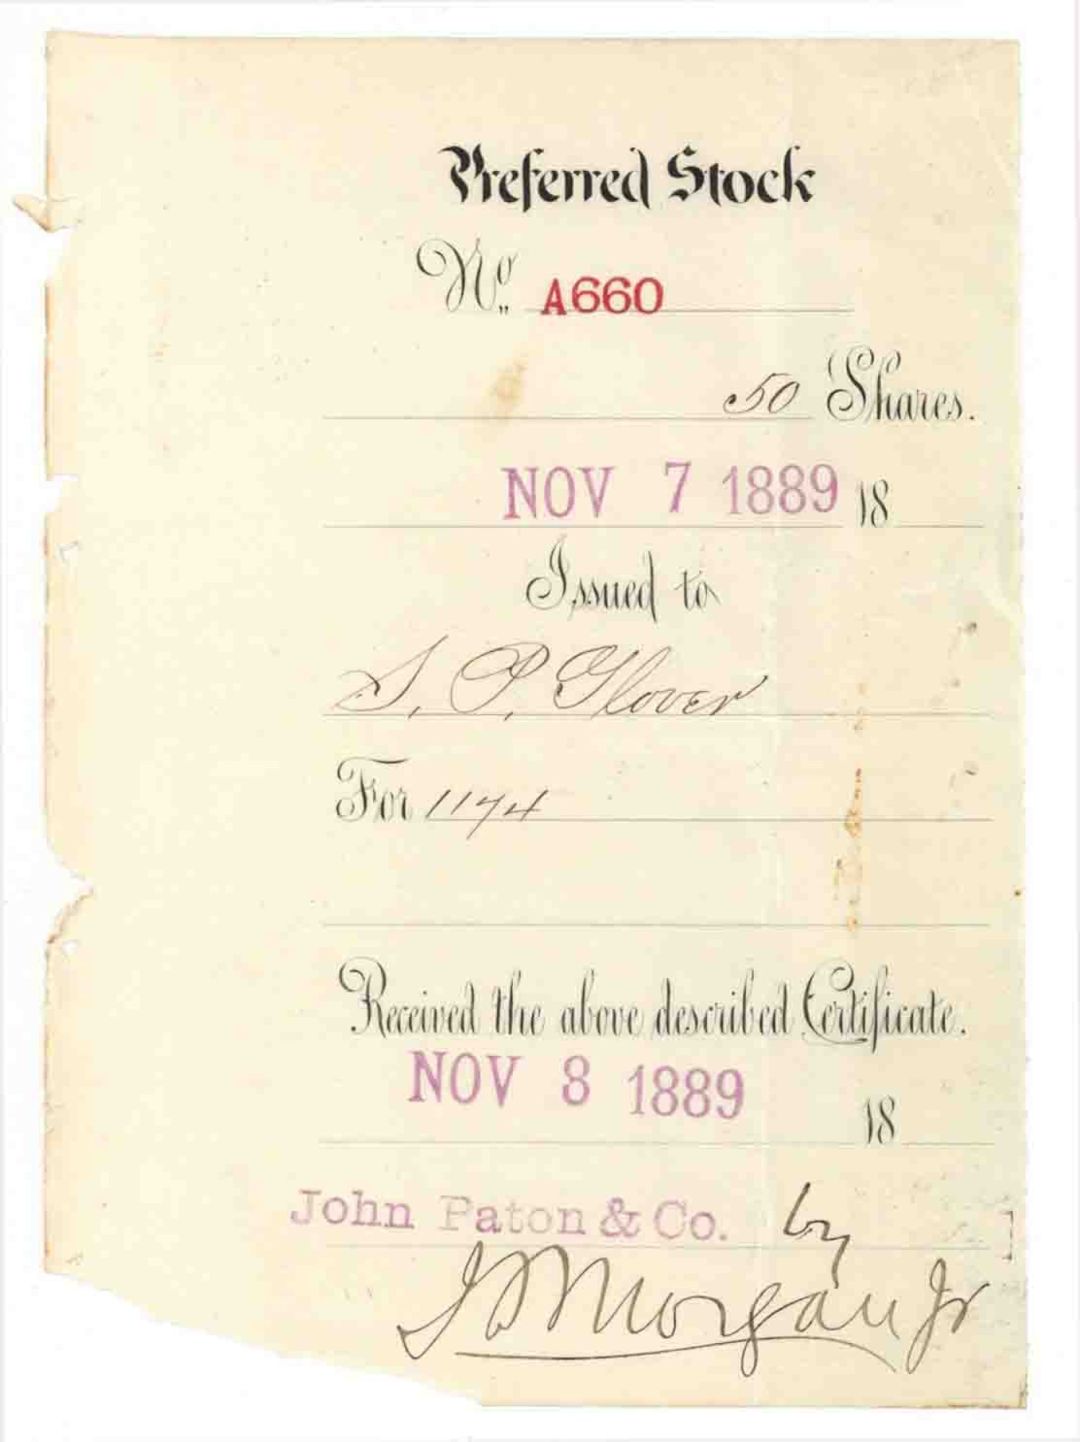 Preferred Stock
No. A660
50 Shares.
NOV 7 1889 18
Issued to
S. P. Glover
For 1174
Received the above described Certificate.
NOV 8 1889
18
John Paton & Co. by
J P Morgan Jr